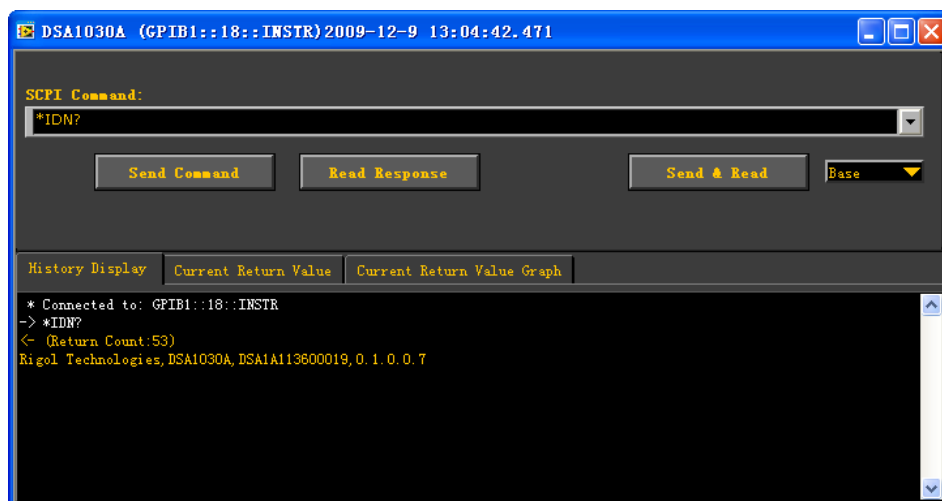 DSA1030A (GPIB1::18::INSTR)2009-12-9 13:04:42.471
SCPI Command:
*IDN?
Send Command Read Response Send & Read Base
History Display Current Return Value Current Return Value Graph
* Connected to: GPIB1::18::INSTR
-> *IDN?
<- (Return Count:53)
Rigol Technologies,DSA1030A,DSA1A113600019,0.1.0.0.7